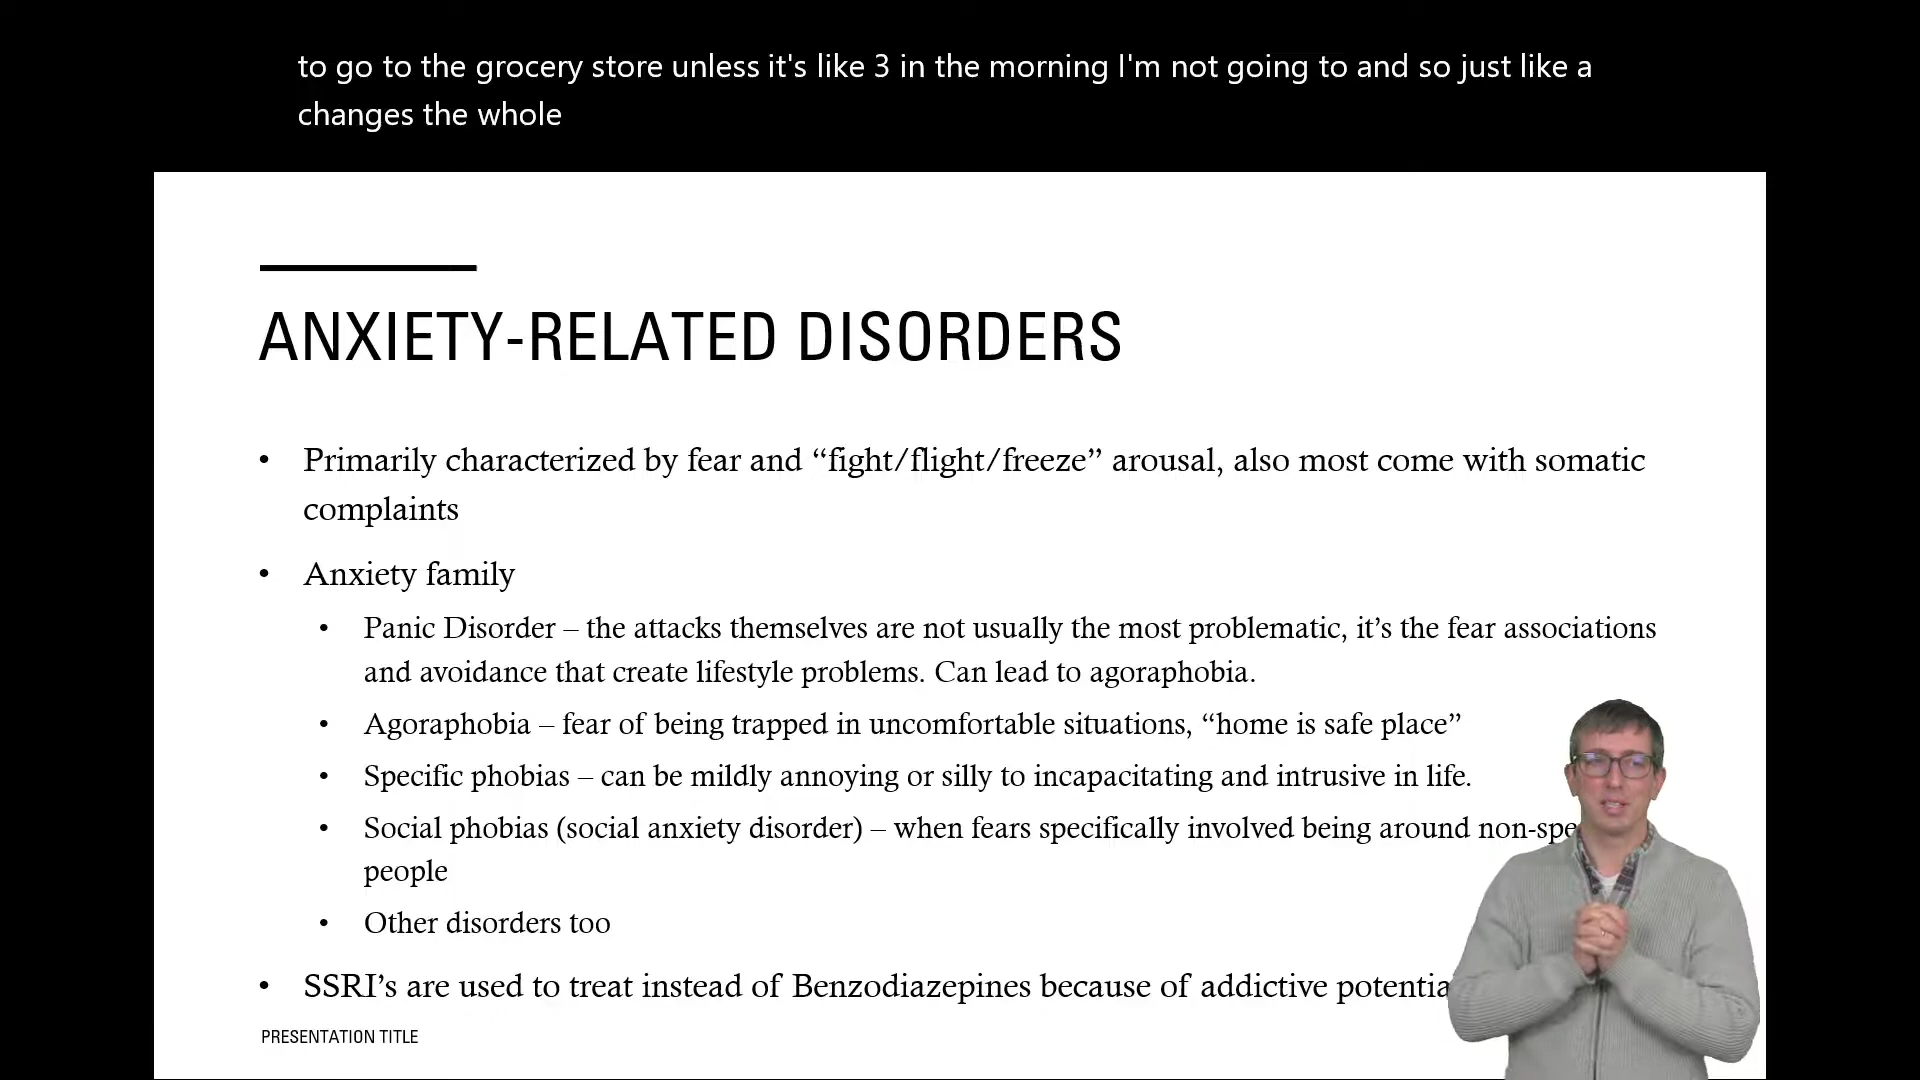 to go to the grocery store unless it's like 3 in the morning I'm not going to and so just like a
changes the whole
ANXIETY-RELATED DISORDERS
• Primarily characterized by fear and “fight/flight/freeze” arousal, also most come with somatic
complaints
• Anxiety family
• Panic Disorder – the attacks themselves are not usually the most problematic, it’s the fear associations
and avoidance that create lifestyle problems. Can lead to agoraphobia.
• Agoraphobia – fear of being trapped in uncomfortable situations, “home is safe place”
• Specific phobias – can be mildly annoying or silly to incapacitating and intrusive in life.
• Social phobias (social anxiety disorder) – when fears specifically involved being around
people
• Other disorders too
• SSRI’s are used to treat instead of Benzodiazepines because of addictive
PRESENTATION TITLE